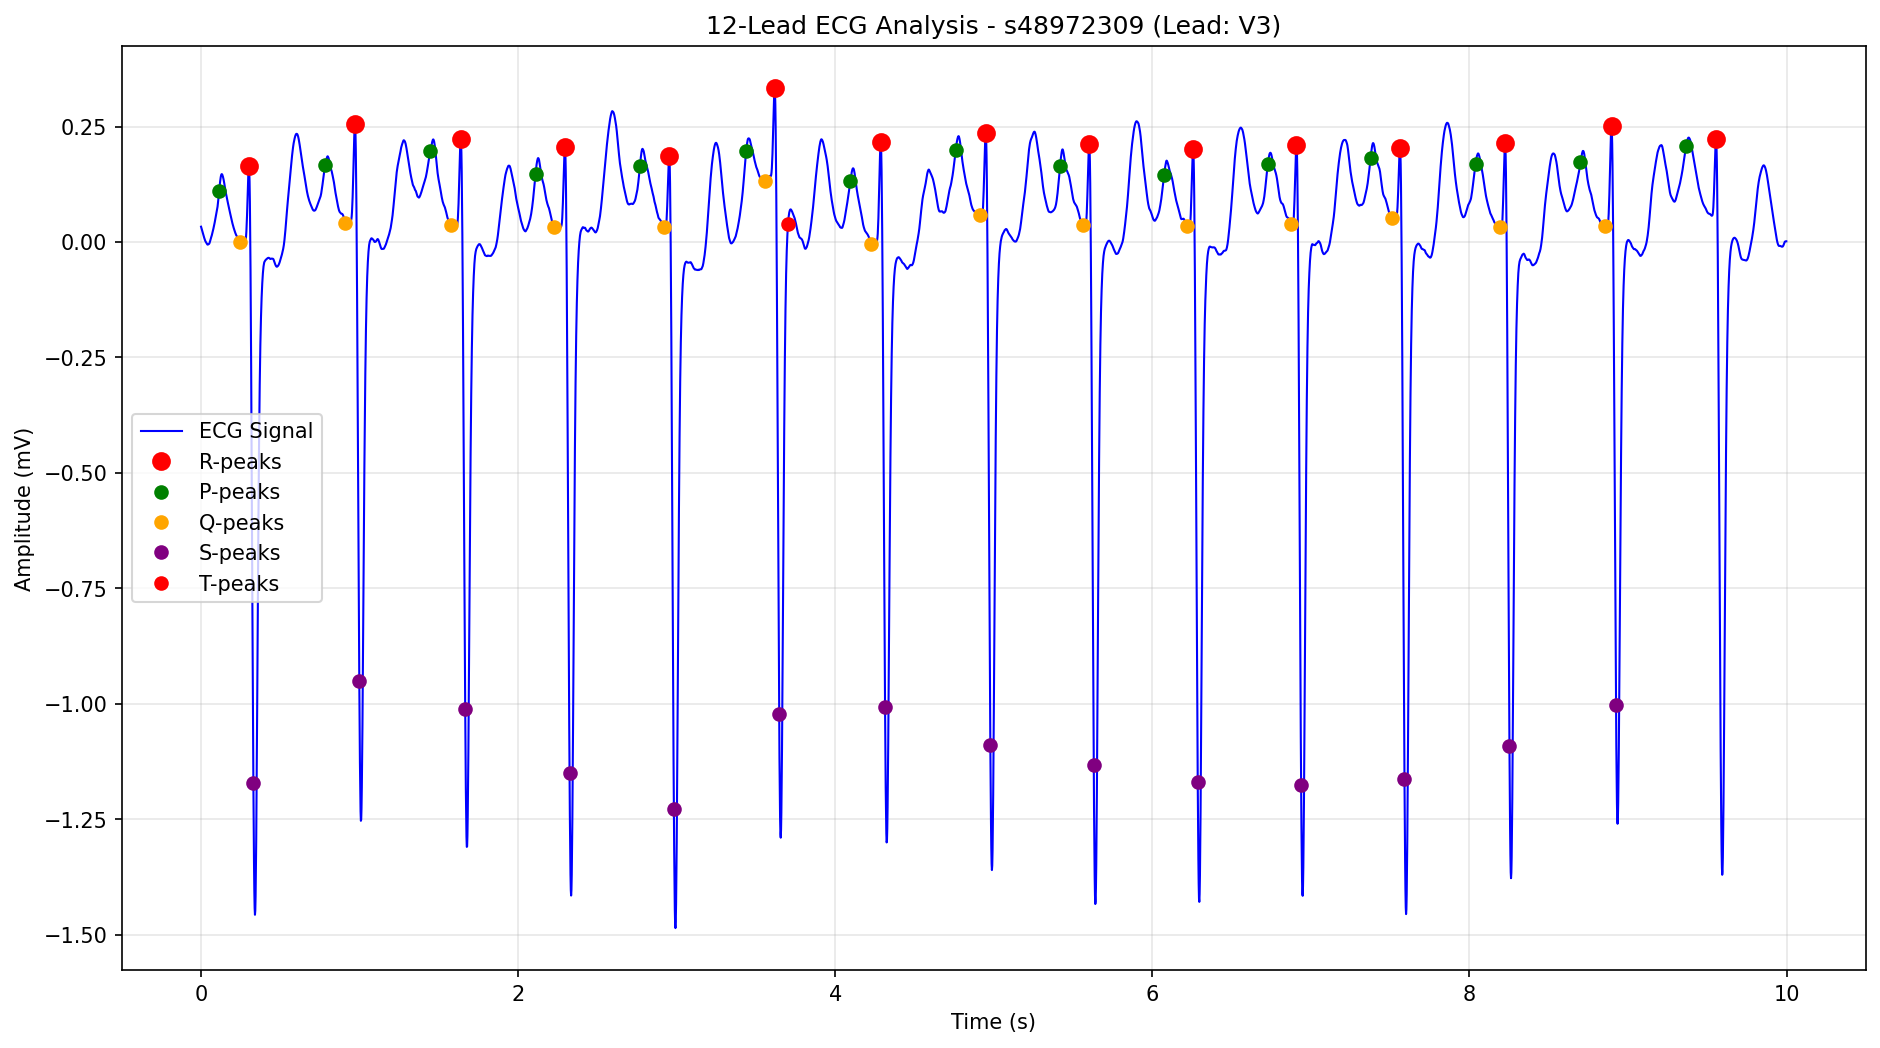 12-Lead ECG Analysis - s48972309 (Lead: V3)
Amplitude (mV)
0.25
0.00
−0.25
−0.50
−0.75
−1.00
−1.25
−1.50
ECG Signal
R-peaks
P-peaks
Q-peaks
S-peaks
T-peaks
0 2 4 6 8 10
Time (s)